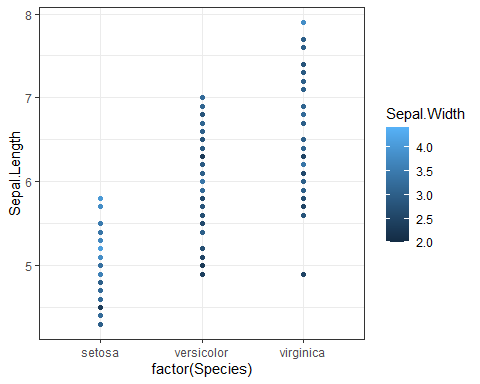 8
7
6
5
Sepal.Length
setosa
versicolor
virginica
factor(Species)
Sepal.Width
4.0
3.5
3.0
2.5
2.0